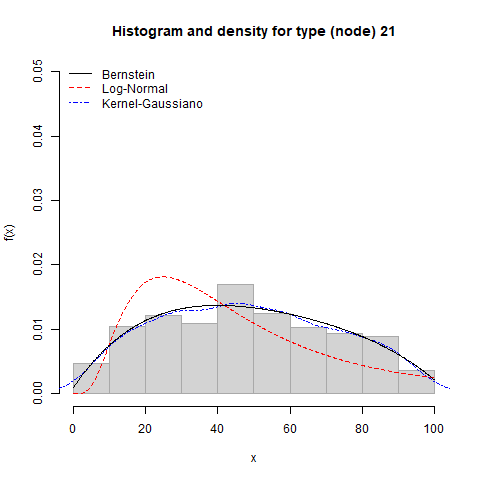 Histogram and density for type (node) 21
Bernstein
Log-Normal
Kernel-Gaussiano
f(x)
0.05
0.04
0.03
0.02
0.01
0.00
0 20 40 60 80 100
x